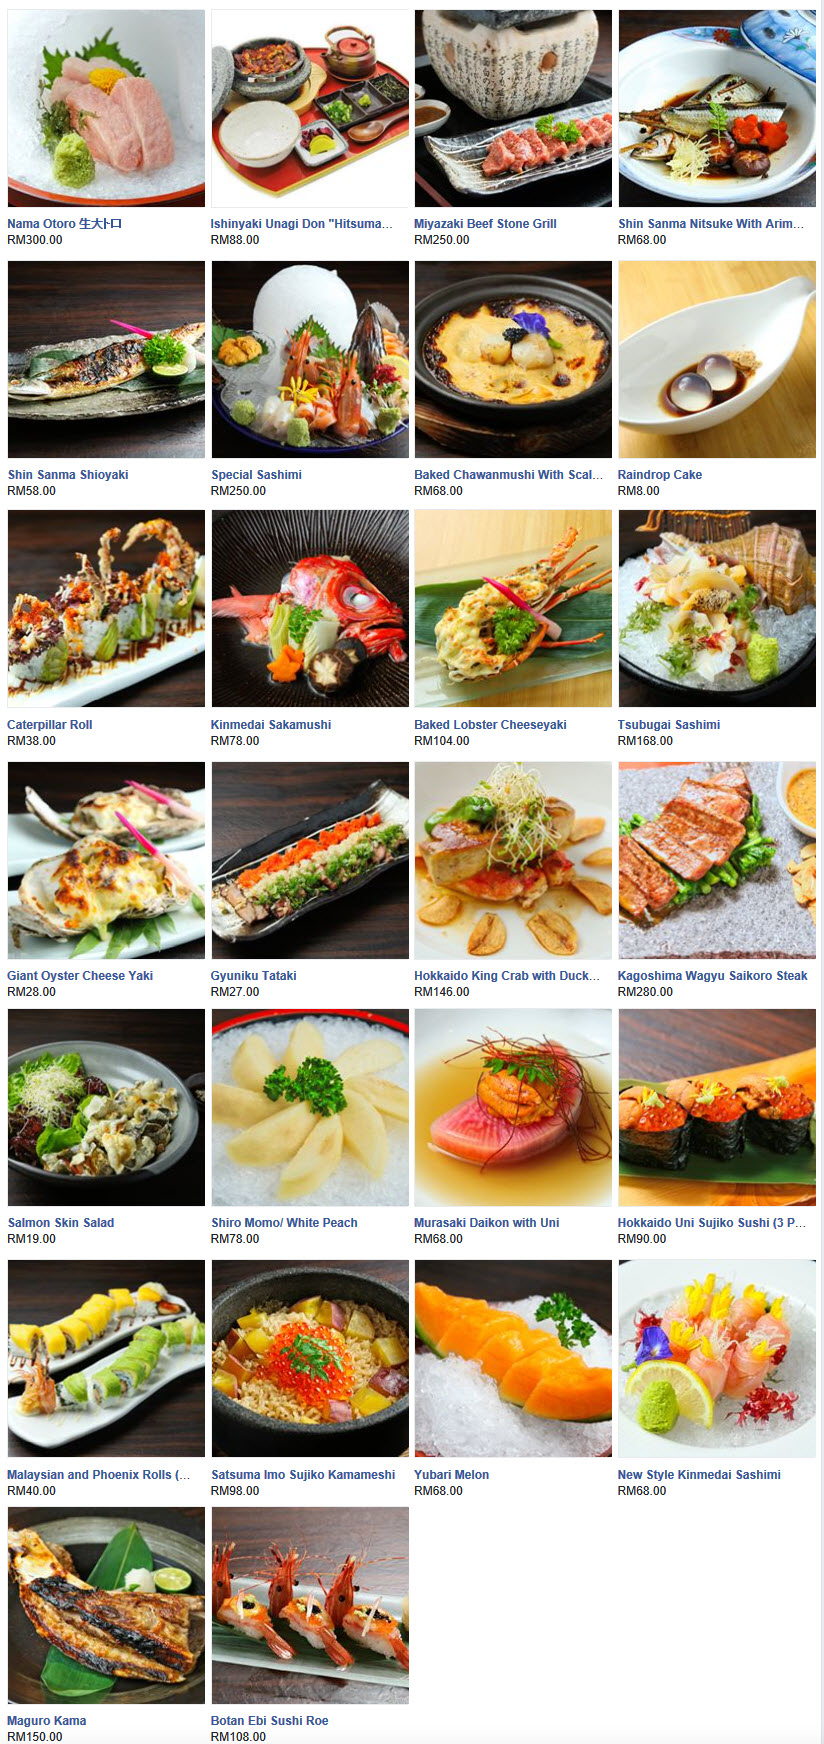 Nama Otoro 生大トロ
RM300.00
Ishinyaki Unagi Don "Hitsuma...
RM88.00
Miyazaki Beef Stone Grill
RM250.00
Shin Sanma Nitsuke With Arim...
RM68.00
Shin Sanma Shioyaki
RM58.00
Special Sashimi
RM250.00
Baked Chawanmushi With Scal...
RM68.00
Raindrop Cake
RM8.00
Caterpillar Roll
RM38.00
Kinmedai Sakamushi
RM78.00
Baked Lobster Cheeseyaki
RM104.00
Tsubugai Sashimi
RM168.00
Giant Oyster Cheese Yaki
RM28.00
Gyuniku Tataki
RM27.00
Hokkaido King Crab with Duck...
RM146.00
Kagoshima Wagyu Saikoro Steak
RM280.00
Salmon Skin Salad
RM19.00
Shiro Momo/ White Peach
RM78.00
Murasaki Daikon with Uni
RM68.00
Hokkaido Uni Sujiko Sushi (3 P...
RM90.00
Malaysian and Phoenix Rolls (...
RM40.00
Satsuma Imo Sujiko Kamameshi
RM98.00
Yubari Melon
RM68.00
New Style Kinmedai Sashimi
RM68.00
Maguro Kama
RM150.00
Botan Ebi Sushi Roe
RM108.00